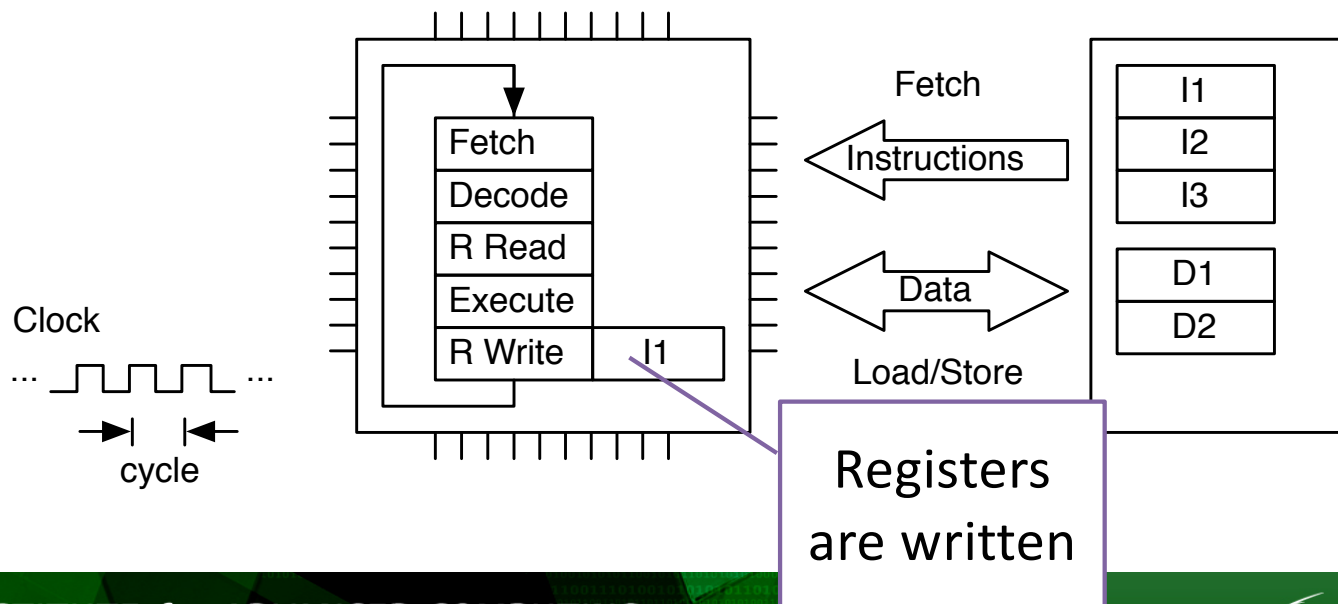 Fetch
Decode
R Read
Execute
R Write
I1
Clock
...
...
cycle
Fetch
Instructions
Data
Load/Store
I1
I2
I3
D1
D2
Registers
are written